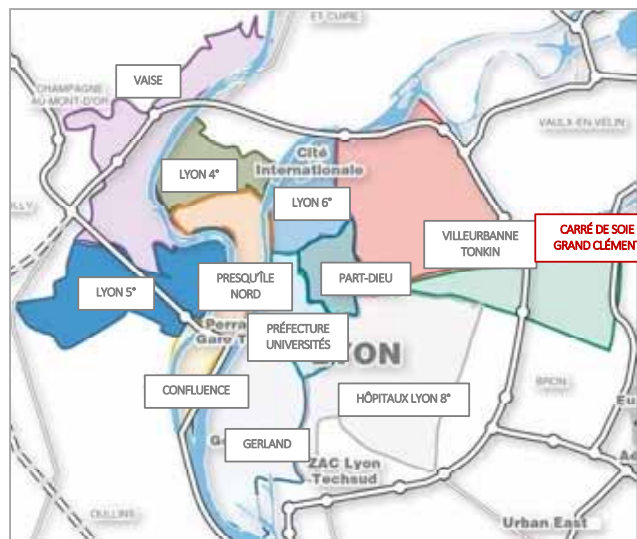 ET CUIRE
VAISE
CHAMPAGNE
AU-MONT-D'OR
VAULX-EN-VELIN
LYON 4°
Cité
Internationale
LYON 6°
CARRÉ DE SOIE
GRAND CLÉMENT
VILLEURBANNE
TONKIN
LYON 5°
PRESQU'ÎLE
NORD
PART-DIEU
Perra
Gare T
PRÉFECTURE
UNIVERSITÉS
LYON
CONFLUENCE
HÔPITAUX LYON 8°
BRON
Eu
GERLAND
ZAC Lyon
Techsud
OULLINS
Urban East